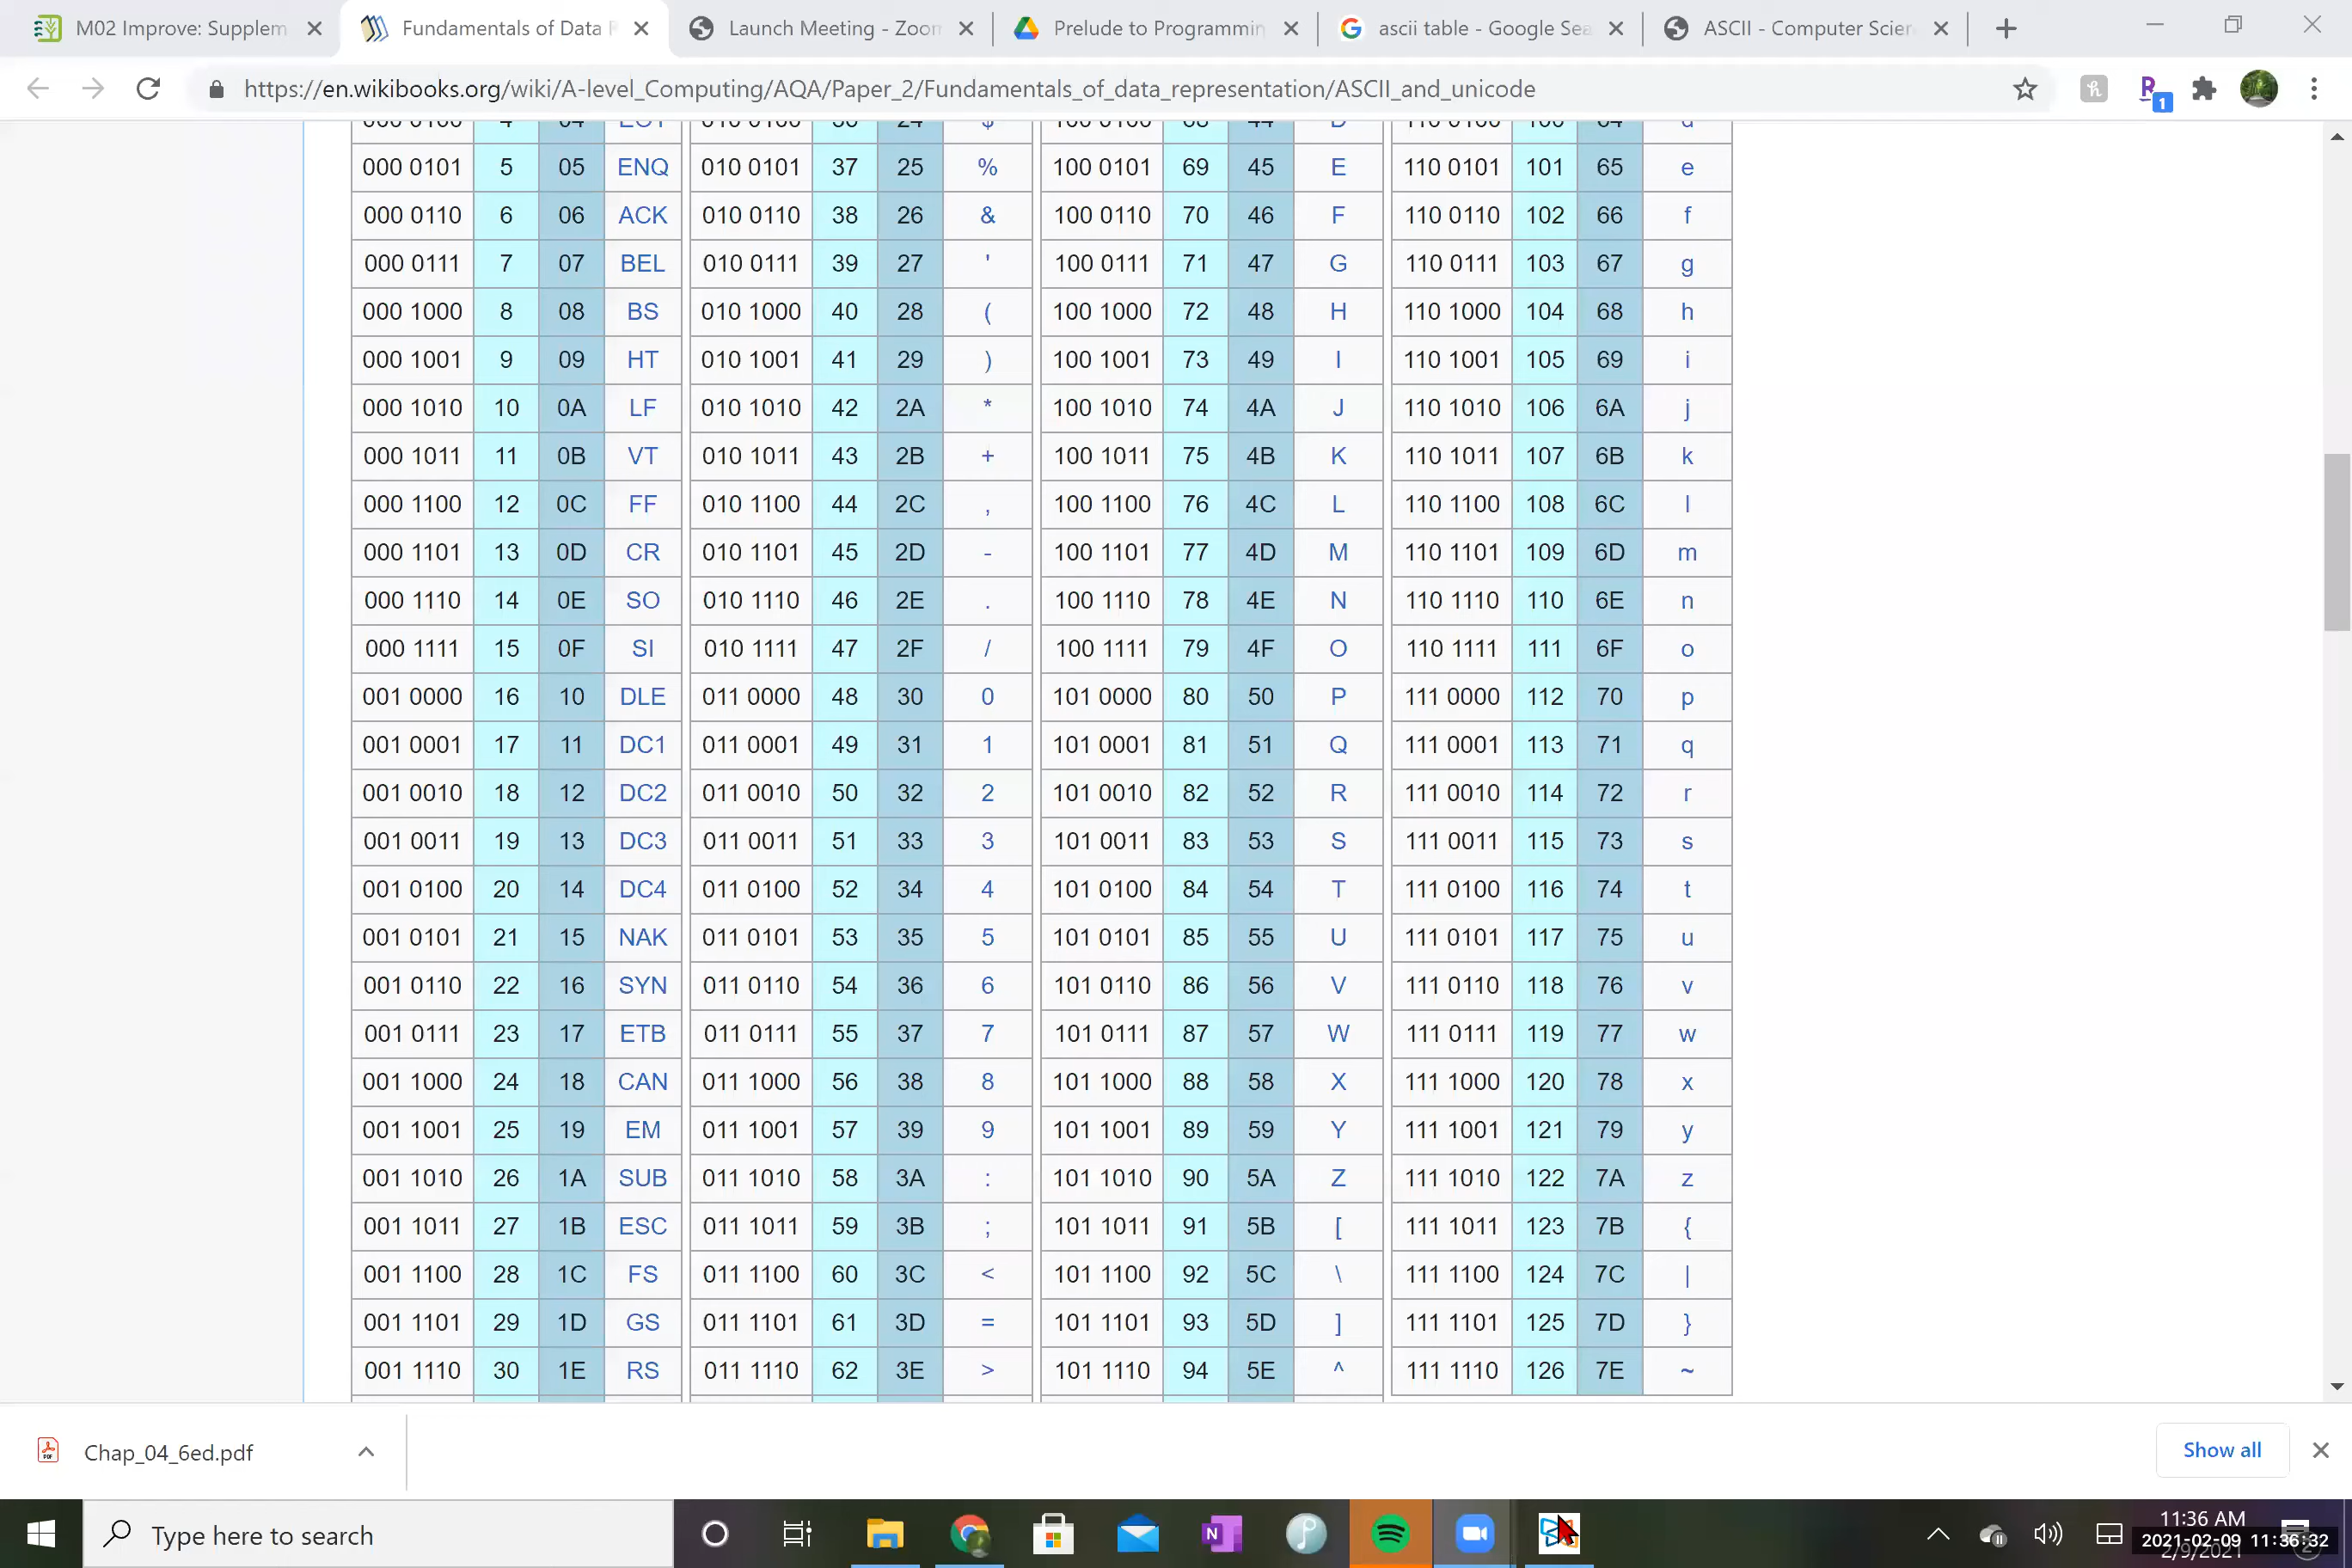 M02 Improve: Supplem
Fundamentals of Data R
Launch Meeting - Zoom
Prelude to Programming
ascii table - Google Sea
ASCII - Computer Scien
https://en.wikibooks.org/wiki/A-level_Computing/AQA/Paper_2/Fundamentals_of_data_representation/ASCII_and_unicode
000 0100 4 04 EOT 010 0100 36 24 $ 100 0100 68 44 D 110 0100 100 64 d
000 0101 5 05 ENQ 010 0101 37 25 % 100 0101 69 45 E 110 0101 101 65 e
000 0110 6 06 ACK 010 0110 38 26 & 100 0110 70 46 F 110 0110 102 66 f
000 0111 7 07 BEL 010 0111 39 27 ' 100 0111 71 47 G 110 0111 103 67 g
000 1000 8 08 BS 010 1000 40 28 ( 100 1000 72 48 H 110 1000 104 68 h
000 1001 9 09 HT 010 1001 41 29 ) 100 1001 73 49 I 110 1001 105 69 i
000 1010 10 0A LF 010 1010 42 2A * 100 1010 74 4A J 110 1010 106 6A j
000 1011 11 0B VT 010 1011 43 2B + 100 1011 75 4B K 110 1011 107 6B k
000 1100 12 0C FF 010 1100 44 2C , 100 1100 76 4C L 110 1100 108 6C l
000 1101 13 0D CR 010 1101 45 2D - 100 1101 77 4D M 110 1101 109 6D m
000 1110 14 0E SO 010 1110 46 2E . 100 1110 78 4E N 110 1110 110 6E n
000 1111 15 0F SI 010 1111 47 2F / 100 1111 79 4F O 110 1111 111 6F o
001 0000 16 10 DLE 011 0000 48 30 0 101 0000 80 50 P 111 0000 112 70 p
001 0001 17 11 DC1 011 0001 49 31 1 101 0001 81 51 Q 111 0001 113 71 q
001 0010 18 12 DC2 011 0010 50 32 2 101 0010 82 52 R 111 0010 114 72 r
001 0011 19 13 DC3 011 0011 51 33 3 101 0011 83 53 S 111 0011 115 73 s
001 0100 20 14 DC4 011 0100 52 34 4 101 0100 84 54 T 111 0100 116 74 t
001 0101 21 15 NAK 011 0101 53 35 5 101 0101 85 55 U 111 0101 117 75 u
001 0110 22 16 SYN 011 0110 54 36 6 101 0110 86 56 V 111 0110 118 76 v
001 0111 23 17 ETB 011 0111 55 37 7 101 0111 87 57 W 111 0111 119 77 w
001 1000 24 18 CAN 011 1000 56 38 8 101 1000 88 58 X 111 1000 120 78 x
001 1001 25 19 EM 011 1001 57 39 9 101 1001 89 59 Y 111 1001 121 79 y
001 1010 26 1A SUB 011 1010 58 3A : 101 1010 90 5A Z 111 1010 122 7A z
001 1011 27 1B ESC 011 1011 59 3B ; 101 1011 91 5B [ 111 1011 123 7B {
001 1100 28 1C FS 011 1100 60 3C < 101 1100 92 5C \ 111 1100 124 7C |
001 1101 29 1D GS 011 1101 61 3D = 101 1101 93 5D ] 111 1101 125 7D }
001 1110 30 1E RS 011 1110 62 3E > 101 1110 94 5E ^ 111 1110 126 7E ~
Chap_04_6ed.pdf
Show all
Type here to search
11:36 AM
2021-02-09 11:36:32